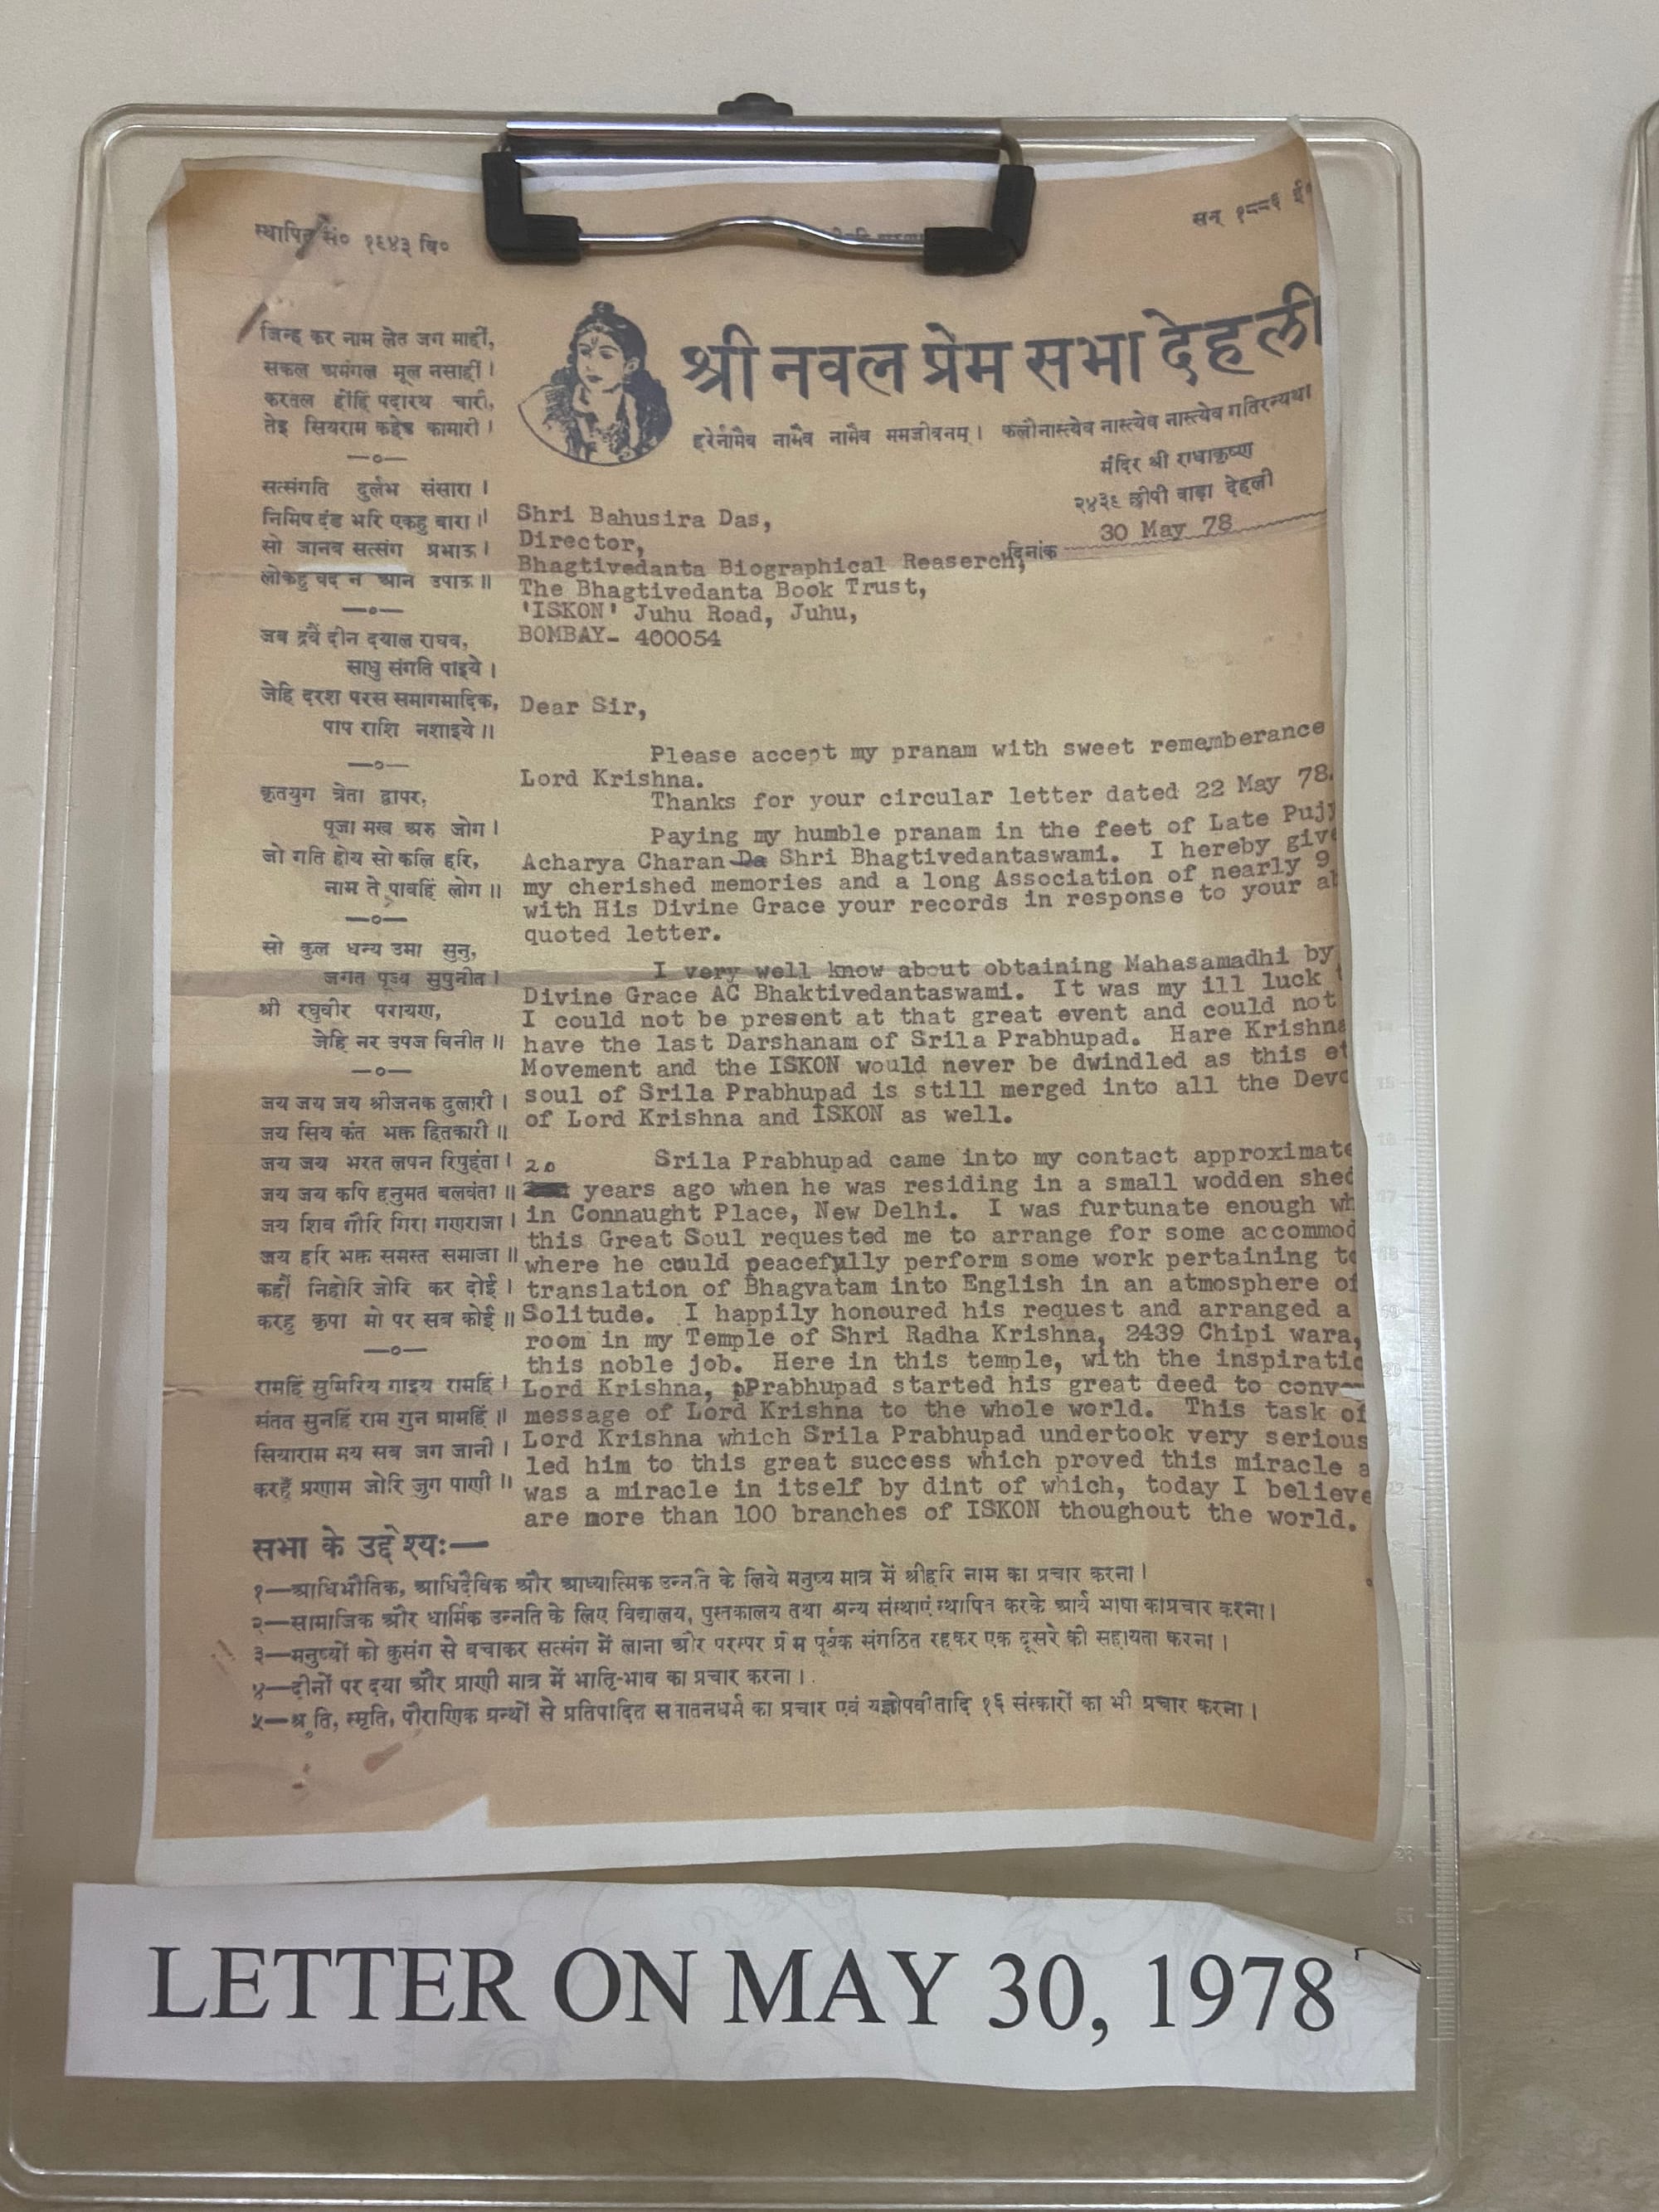 स्थापित सं० १९४३ वि०
सन् १८८६ ई०
श्री नवल प्रेम सभा देहली
हरेर्नामैव नामैव नामैव ममजीवनम् । कलौनास्त्येव नास्त्येव नास्त्येव गतिरन्यथा
मंदिर श्री राधाकृष्ण
२४३९ छीपी वाड़ा देहली
दिनांक 30 May 78
जिन्ह कर नाम लेत जग माहीं,
सकल अमंगल मूल नसाहीं ।
करतल होंहि पदारथ चारी,
तेइ सियराम कहेउ कामारी ।
सत्संगति दुर्लभ संसारा ।
निमिष दंड भरि एकहु बारा ।।
सो जानव सत्संग प्रभाऊ ।
लोकहु वेद न आन उपाऊ ॥
जब द्रवैं दीन दयाल राघव,
साधु संगति पाइये ।
जेहि दरश परस समागमादिक,
पाप राशि नशाइये ॥
कृतयुग त्रेता द्वापर,
पूजा मख अरु जोग ।
जो गति होय सो कलि हरि,
नाम ते पावहिं लोग ॥
सो कुल धन्य उमा सुनु,
जगत पूज्य सुपुनीत ।
श्री रघुवीर परायण,
जेहि नर उपज विनीत ॥
जय जय जय श्रीजनक दुलारी ।
जय सिय कंत भक्त हितकारी ॥
जय जय भरत लषन रिपुहंता ।
जय जय कपि हनुमत बलवंता ॥
जय शिव गौरि गिरा गणराजा ।
जय हरि भक्त समस्त समाजा ॥
कहौं निहोरि जोरि कर दोई ।
करहु कृपा मो पर सब कोई ॥
रामहिं सुमिरिय गाइय रामहिं ।
संतत सुनहिं राम गुन ग्रामहिं ॥
सियाराम मय सब जग जानी ।
करहुँ प्रणाम जोरि जुग पाणी ॥
Shri Bahusira Das,
Director,
Bhagtivedanta Biographical Reaserch,
The Bhagtivedanta Book Trust,
'ISKON' Juhu Road, Juhu,
BOMBAY- 400054
Dear Sir,
Please accept my pranam with sweet rememberance
Lord Krishna.
Thanks for your circular letter dated 22 May 78.
Paying my humble pranam in the feet of Late Pujj
Acharya Charan Da Shri Bhagtivedantaswami. I hereby give
my cherished memories and a long Association of nearly 9
with His Divine Grace your records in response to your a
quoted letter.
I very well know about obtaining Mahasamadhi by
Divine Grace AC Bhaktivedantaswami. It was my ill luck
I could not be present at that great event and could not
have the last Darshanam of Srila Prabhupad. Hare Krishna
Movement and the ISKON would never be dwindled as this et
soul of Srila Prabhupad is still merged into all the Devo
of Lord Krishna and ISKON as well.
Srila Prabhupad came into my contact approximate
20 years ago when he was residing in a small wodden shed
in Connaught Place, New Delhi. I was furtunate enough wh
this Great Soul requested me to arrange for some accommod
where he could peacefully perform some work pertaining to
translation of Bhagvatam into English in an atmosphere of
Solitude. I happily honoured his request and arranged a
room in my Temple of Shri Radha Krishna, 2439 Chipi wara,
this noble job. Here in this temple, with the inspiratio
Lord Krishna, pPrabhupad started his great deed to conv
message of Lord Krishna to the whole world. This task of
Lord Krishna which Srila Prabhupad undertook very serious
led him to this great success which proved this miracle a
was a miracle in itself by dint of which, today I believe
are more than 100 branches of ISKON thoughout the world.
सभा के उद्देश्यः—
१—आधिभौतिक, आधिदैविक और आध्यात्मिक उन्नति के लिये मनुष्य मात्र में श्रीहरि नाम का प्रचार करना ।
२—सामाजिक और धार्मिक उन्नति के लिए विद्यालय, पुस्तकालय तथा अन्य संस्थाएं स्थापित करके आर्य भाषा का प्रचार करना ।
३—मनुष्यों को कुसंग से बचाकर सत्संग में लाना और परस्पर प्रेम पूर्वक संगठित रहकर एक दूसरे की सहायता करना ।
४—दीनों पर दया और प्राणी मात्र में भातृि-भाव का प्रचार करना ।
५—श्रुति, स्मृति, पौराणिक ग्रन्थों से प्रतिपादित सनातनधर्म का प्रचार एवं यज्ञोपवीतादि १६ संस्कारों का भी प्रचार करना ।
LETTER ON MAY 30, 1978